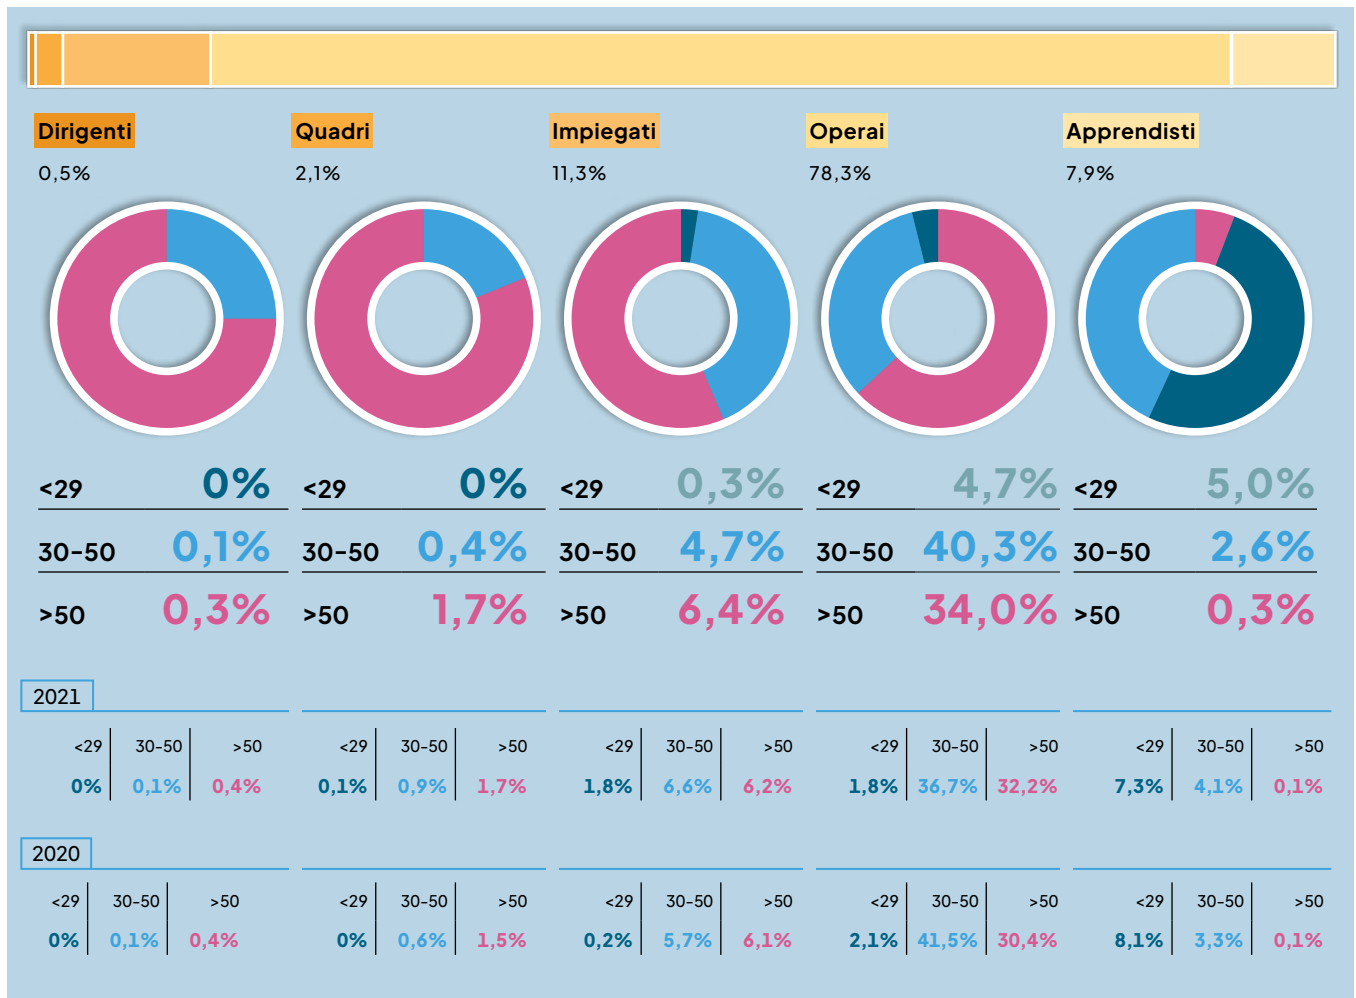 Dirigenti Quadri Impiegati Operai Apprendisti
0,5% 2,1% 11,3% 78,3% 7,9%
<29 0% <29 0% <29 0,3% <29 4,7% <29 5,0%
30-50 0,1% 30-50 0,4% 30-50 4,7% 30-50 40,3% 30-50 2,6%
>50 0,3% >50 1,7% >50 6,4% >50 34,0% >50 0,3%
2021
<29 30-50 >50 <29 30-50 >50 <29 30-50 >50 <29 30-50 >50 <29 30-50 >50
0% 0,1% 0,4% 0,1% 0,9% 1,7% 1,8% 6,6% 6,2% 1,8% 36,7% 32,2% 7,3% 4,1% 0,1%
2020
<29 30-50 >50 <29 30-50 >50 <29 30-50 >50 <29 30-50 >50 <29 30-50 >50
0% 0,1% 0,4% 0% 0,6% 1,5% 0,2% 5,7% 6,1% 2,1% 41,5% 30,4% 8,1% 3,3% 0,1%